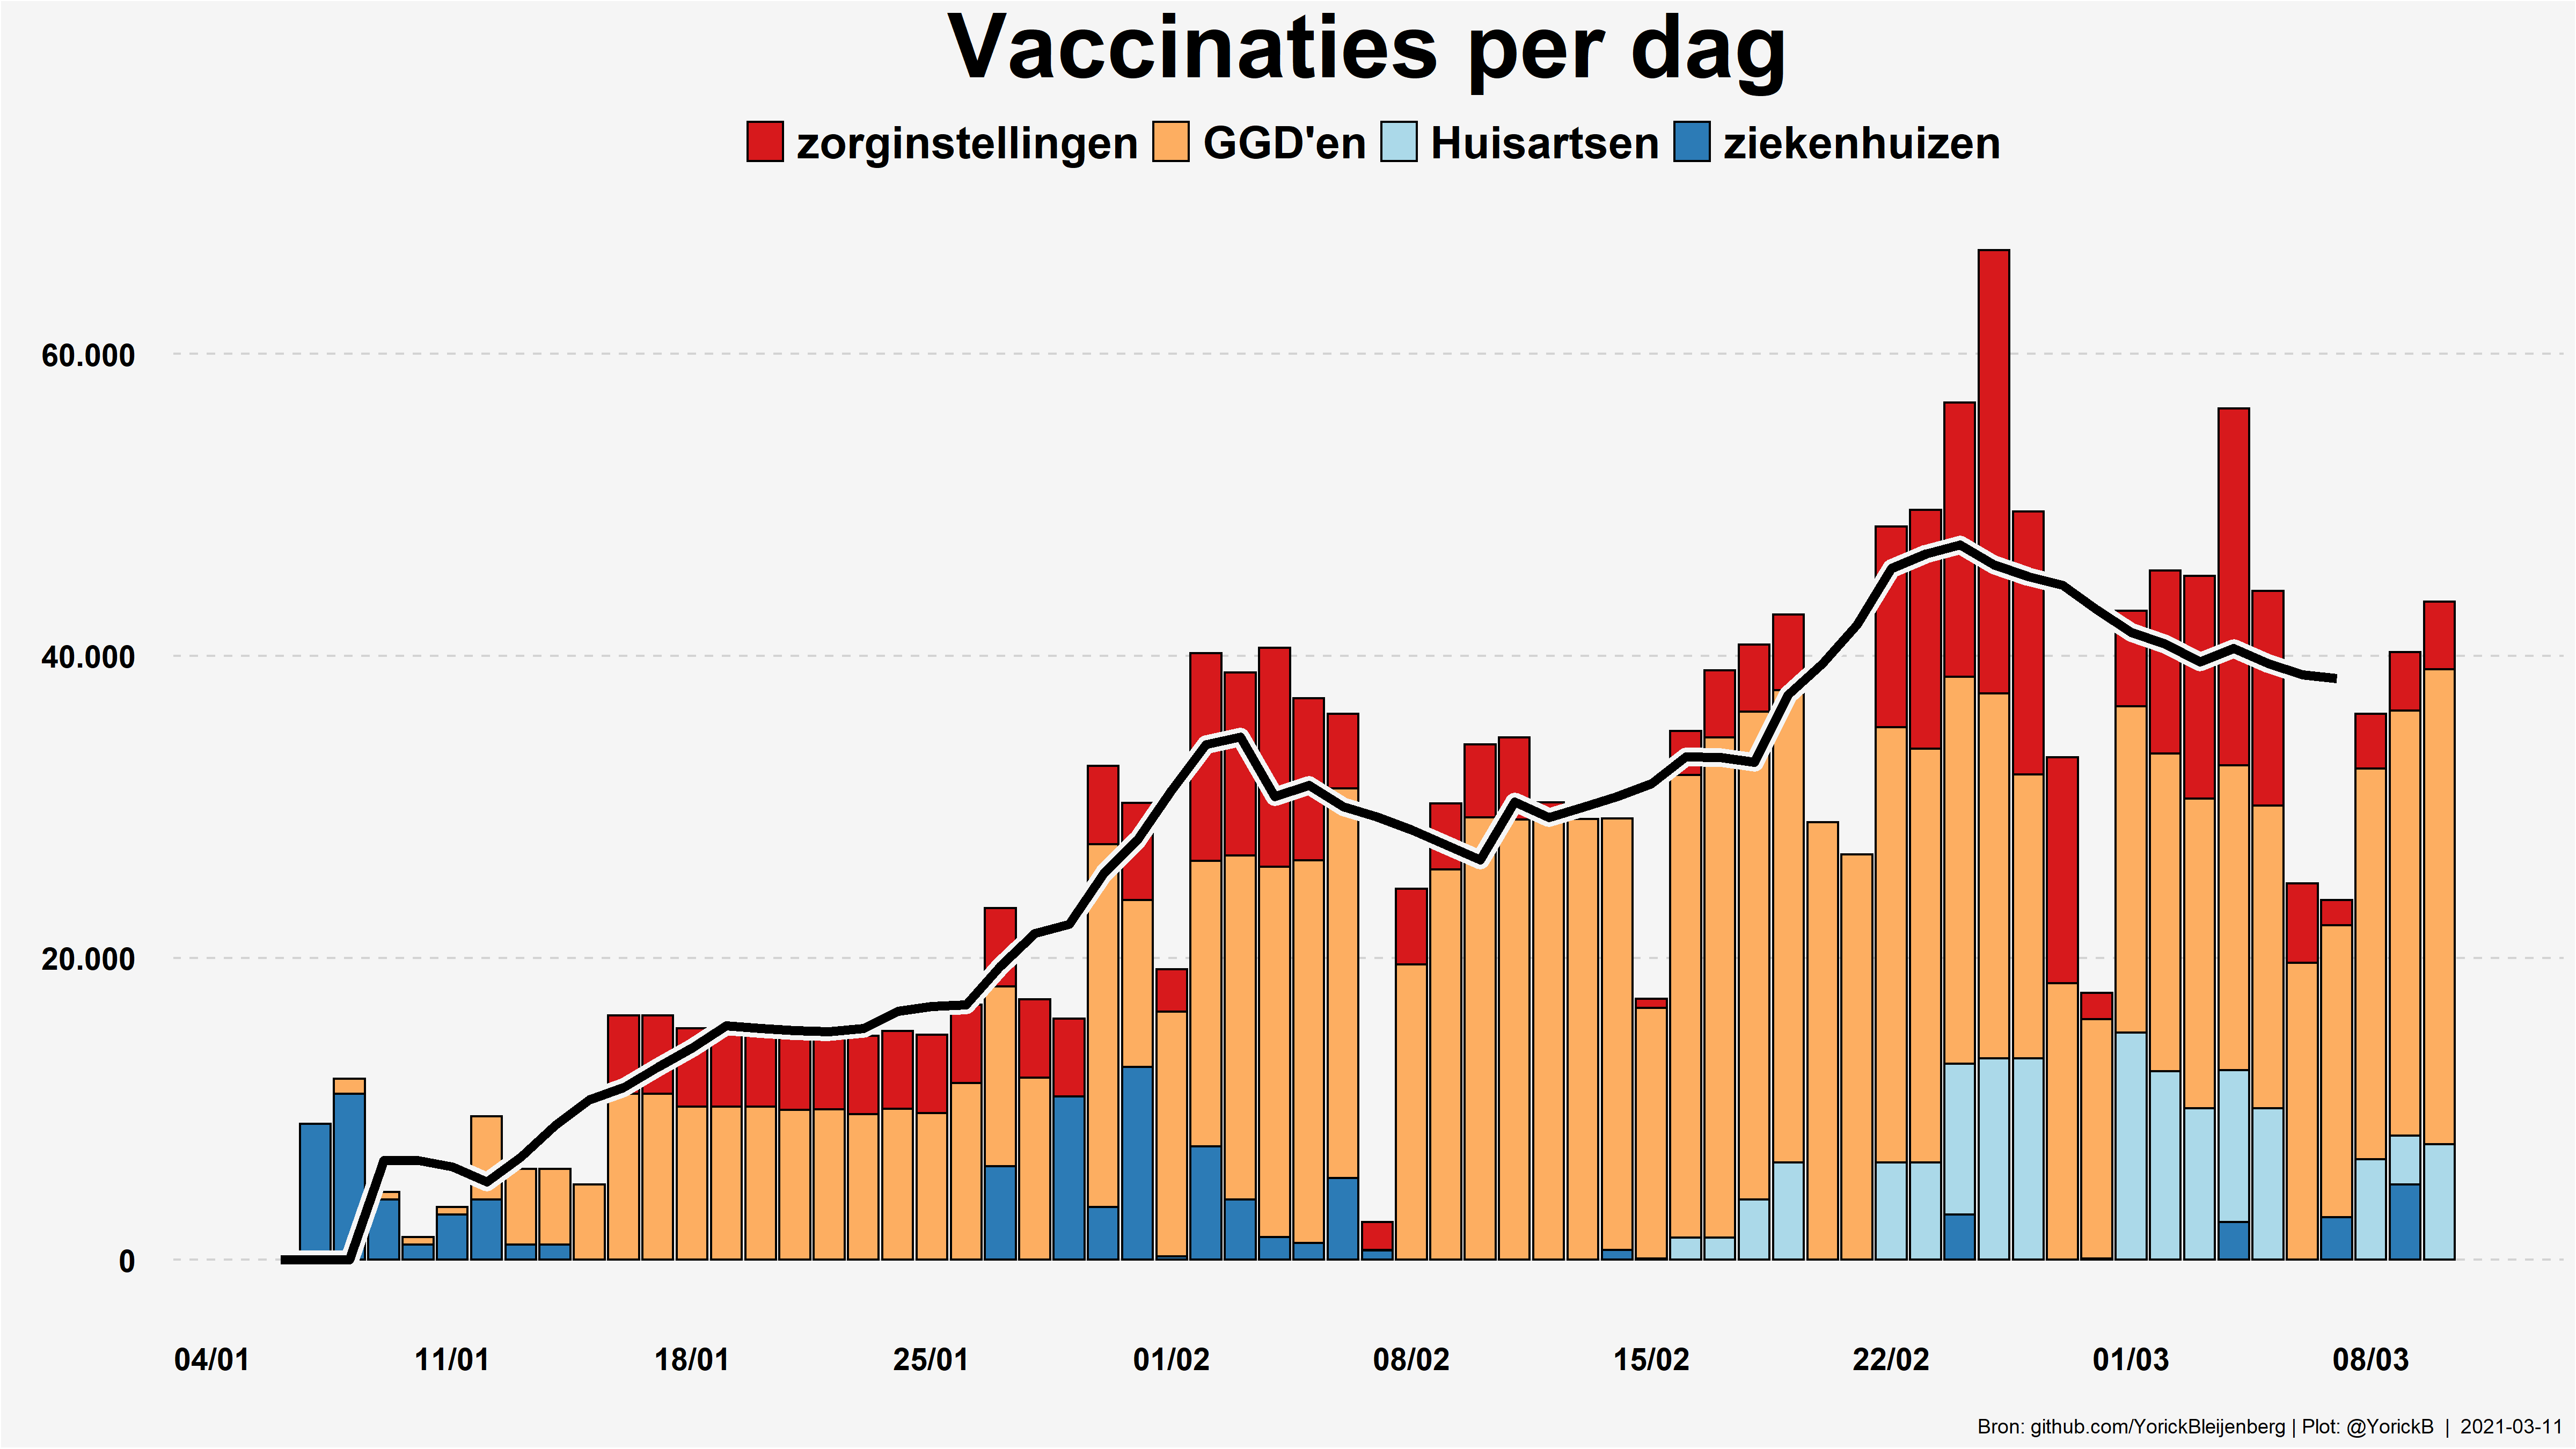 Vaccinaties per dag
zorginstellingen GGD'en Huisartsen ziekenhuizen
60.000
40.000
20.000
0
04/01 11/01 18/01 25/01 01/02 08/02 15/02 22/02 01/03 08/03
Bron: github.com/YorickBleijenberg | Plot: @YorickB | 2021-03-11